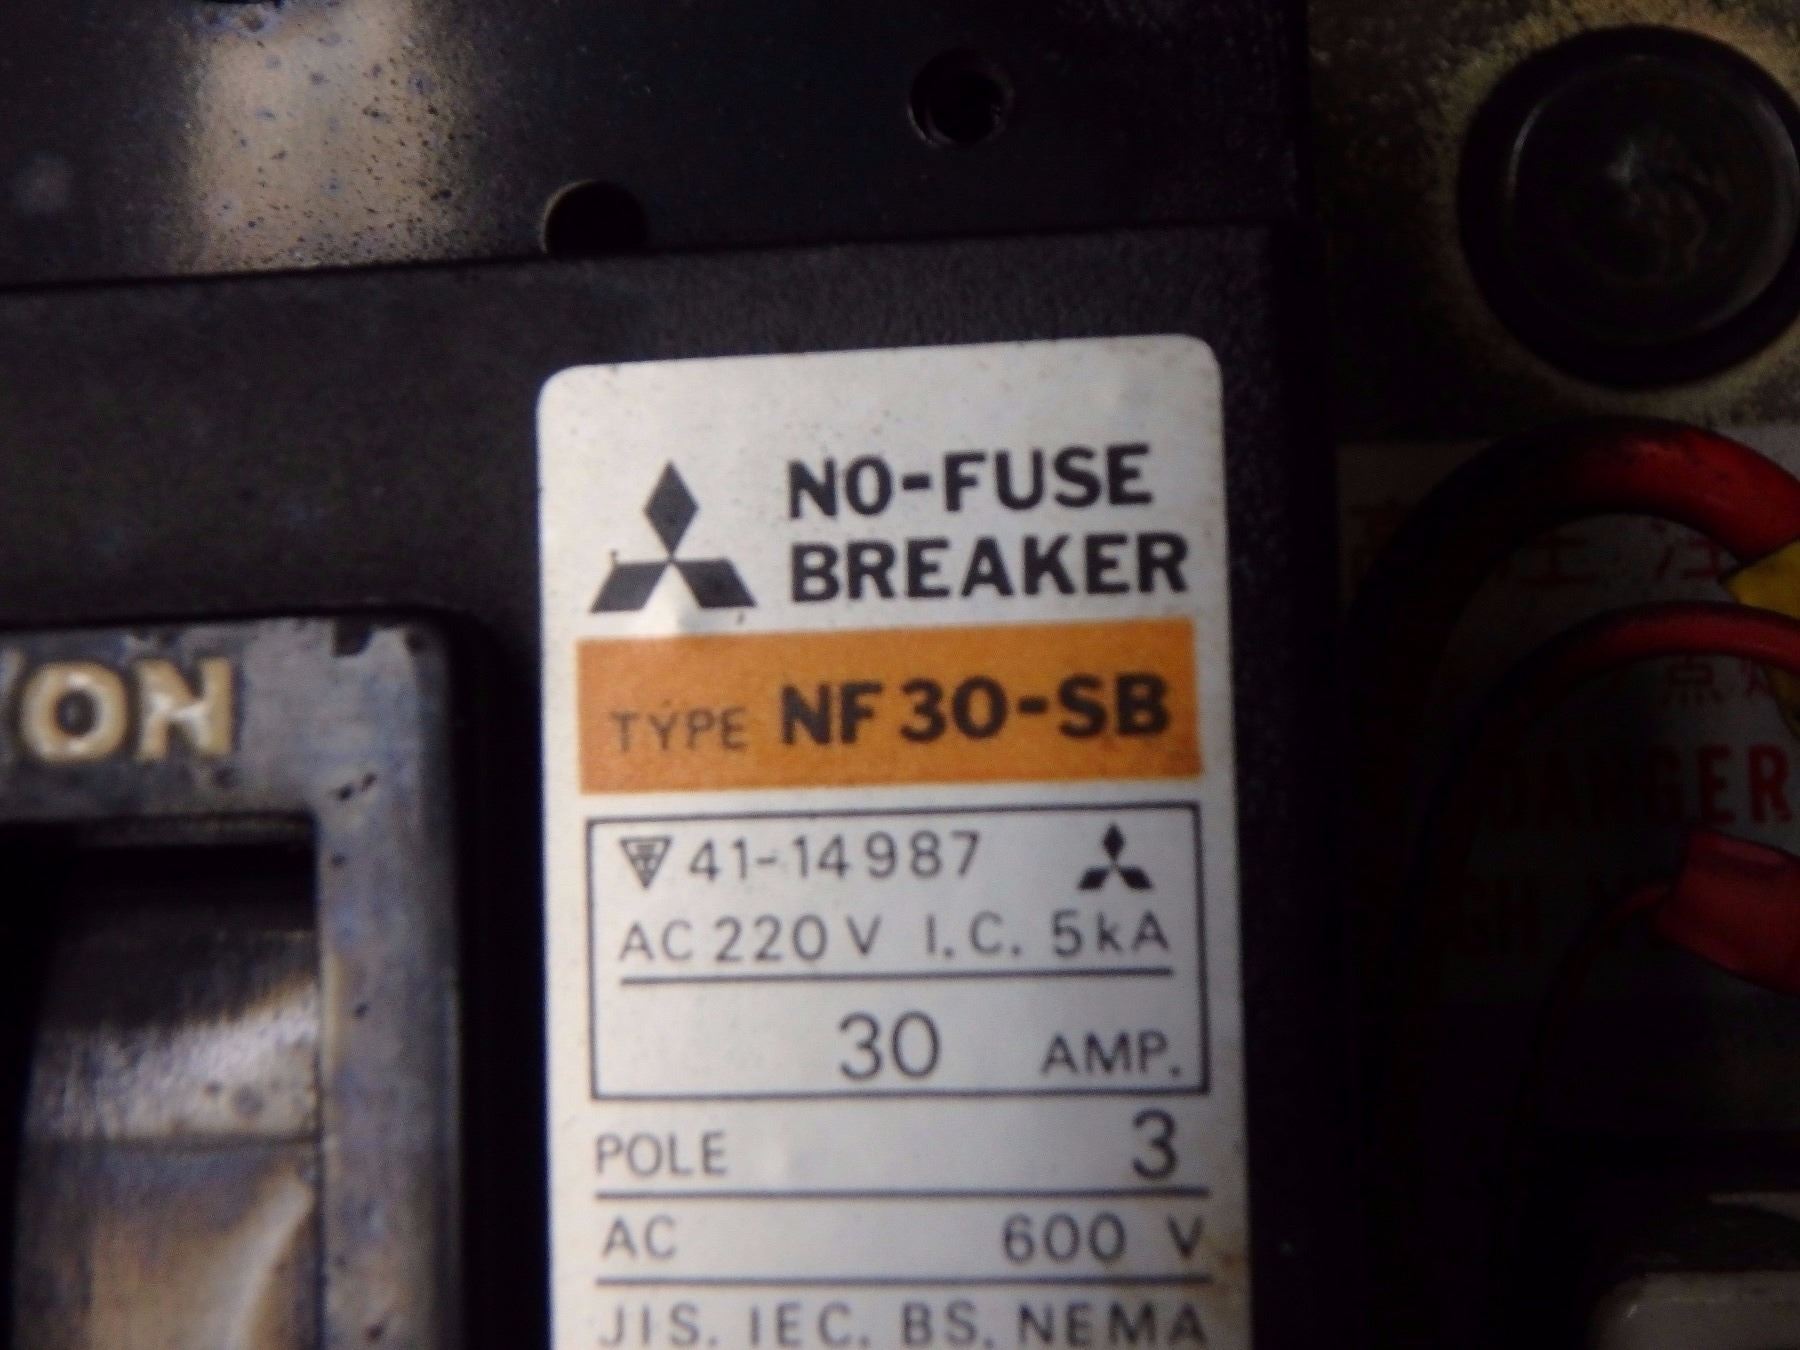 NO-FUSE
BREAKER
TYPE NF30-SB
41-14987
AC 220 V I.C. 5kA
30 AMP.
POLE 3
AC 600 V
JIS. IEC. BS. NEMA
ON
DANGER